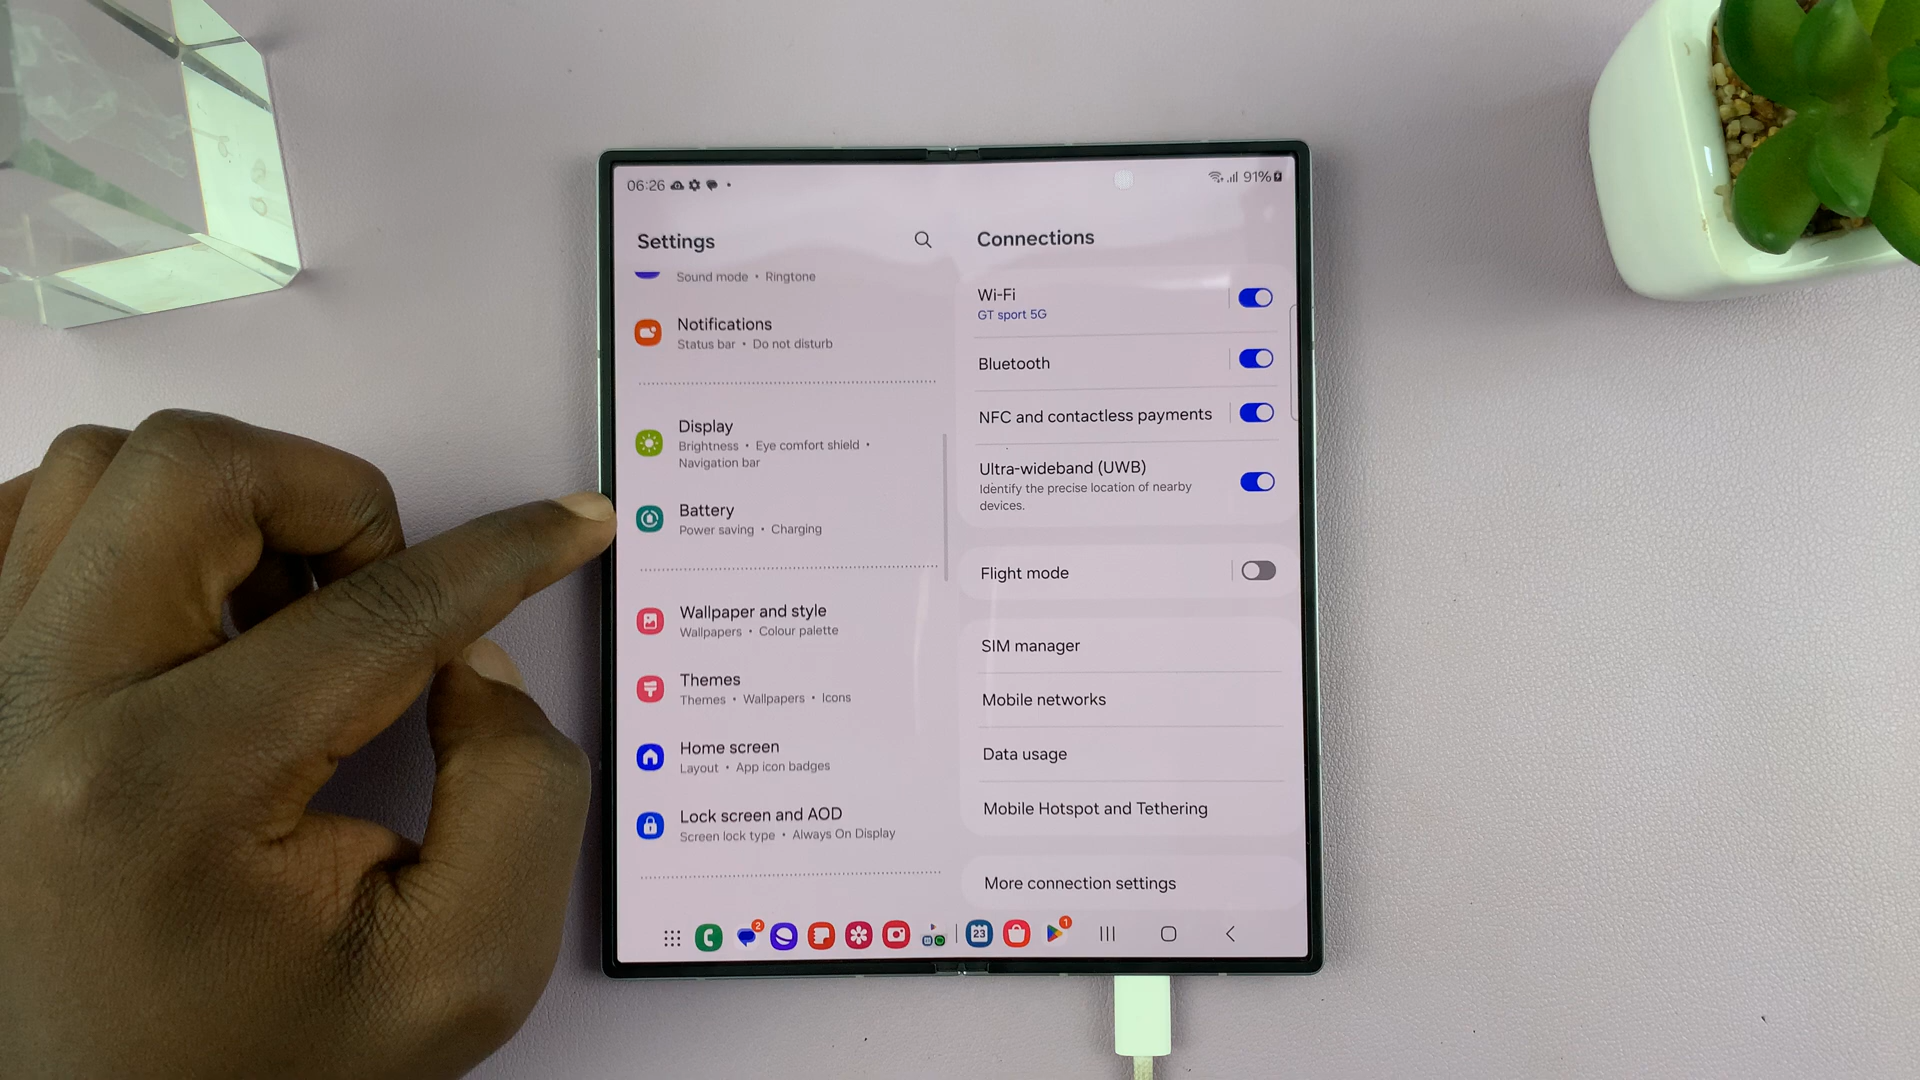 06:26
91%
Settings
Sound mode • Ringtone
Notifications
Status bar • Do not disturb
Display
Brightness • Eye comfort shield •
Navigation bar
Battery
Power saving • Charging
Wallpaper and style
Wallpapers • Colour palette
Themes
Themes • Wallpapers • Icons
Home screen
Layout • App icon badges
Lock screen and AOD
Screen lock type • Always On Display
Connections
Wi-Fi
GT sport 5G
Bluetooth
NFC and contactless payments
Ultra-wideband (UWB)
Identify the precise location of nearby
devices.
Flight mode
SIM manager
Mobile networks
Data usage
Mobile Hotspot and Tethering
More connection settings
2
23
1